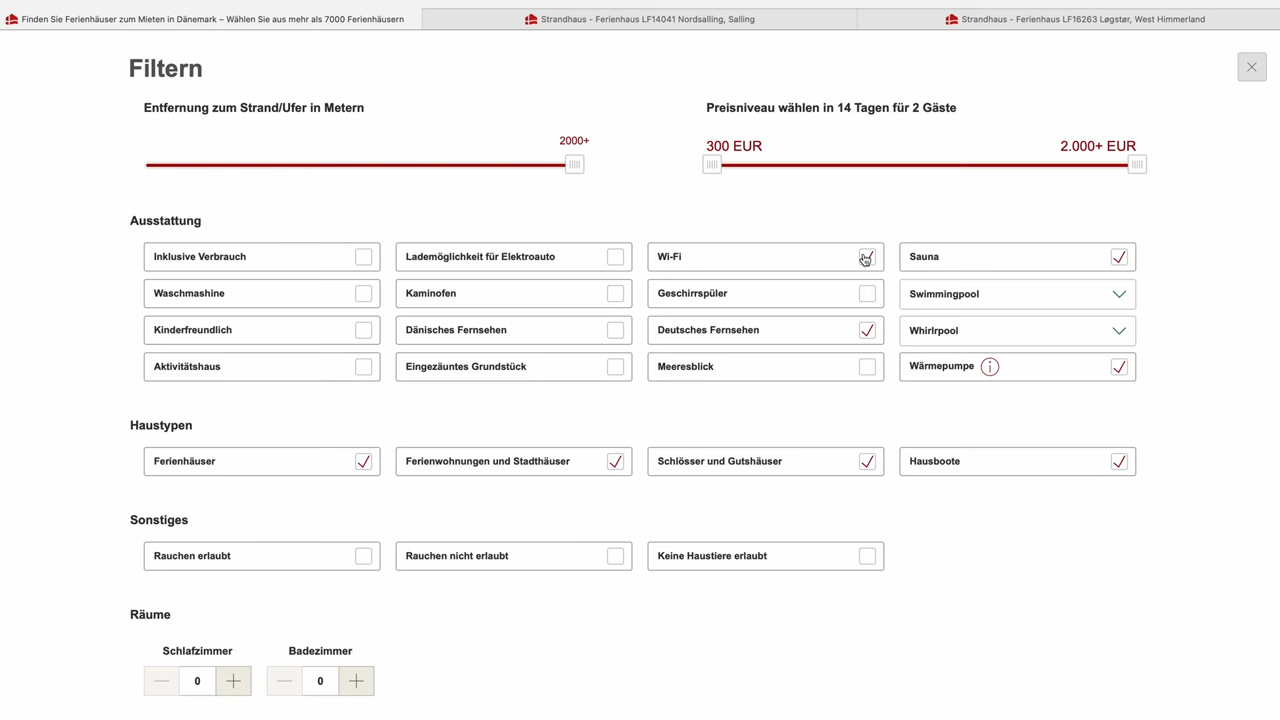 Finden Sie Ferienhäuser zum Mieten in Dänemark – Wählen Sie aus mehr als 7000 Ferienhäusern
Strandhaus - Ferienhaus LF14041 Nordsalling, Salling
Strandhaus - Ferienhaus LF16263 Løgstør, West Himmerland
Filtern
Entfernung zum Strand/Ufer in Metern
Preisniveau wählen in 14 Tagen für 2 Gäste
2000+
300 EUR
2.000+ EUR
Ausstattung
Inklusive Verbrauch
Lademöglichkeit für Elektroauto
Wi-Fi
Sauna
Waschmashine
Kaminofen
Geschirrspüler
Swimmingpool
Kinderfreundlich
Dänisches Fernsehen
Deutsches Fernsehen
Whirlrpool
Aktivitätshaus
Eingezäuntes Grundstück
Meeresblick
Wärmepumpe
Haustypen
Ferienhäuser
Ferienwohnungen und Stadthäuser
Schlösser und Gutshäuser
Hausboote
Sonstiges
Rauchen erlaubt
Rauchen nicht erlaubt
Keine Haustiere erlaubt
Räume
Schlafzimmer
Badezimmer
0
0